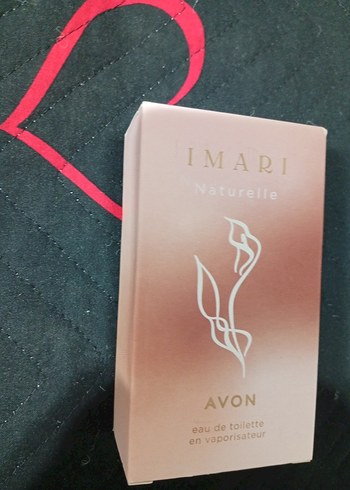 IMARI
Naturelle
AVON
eau de toilette
en vaporisateur